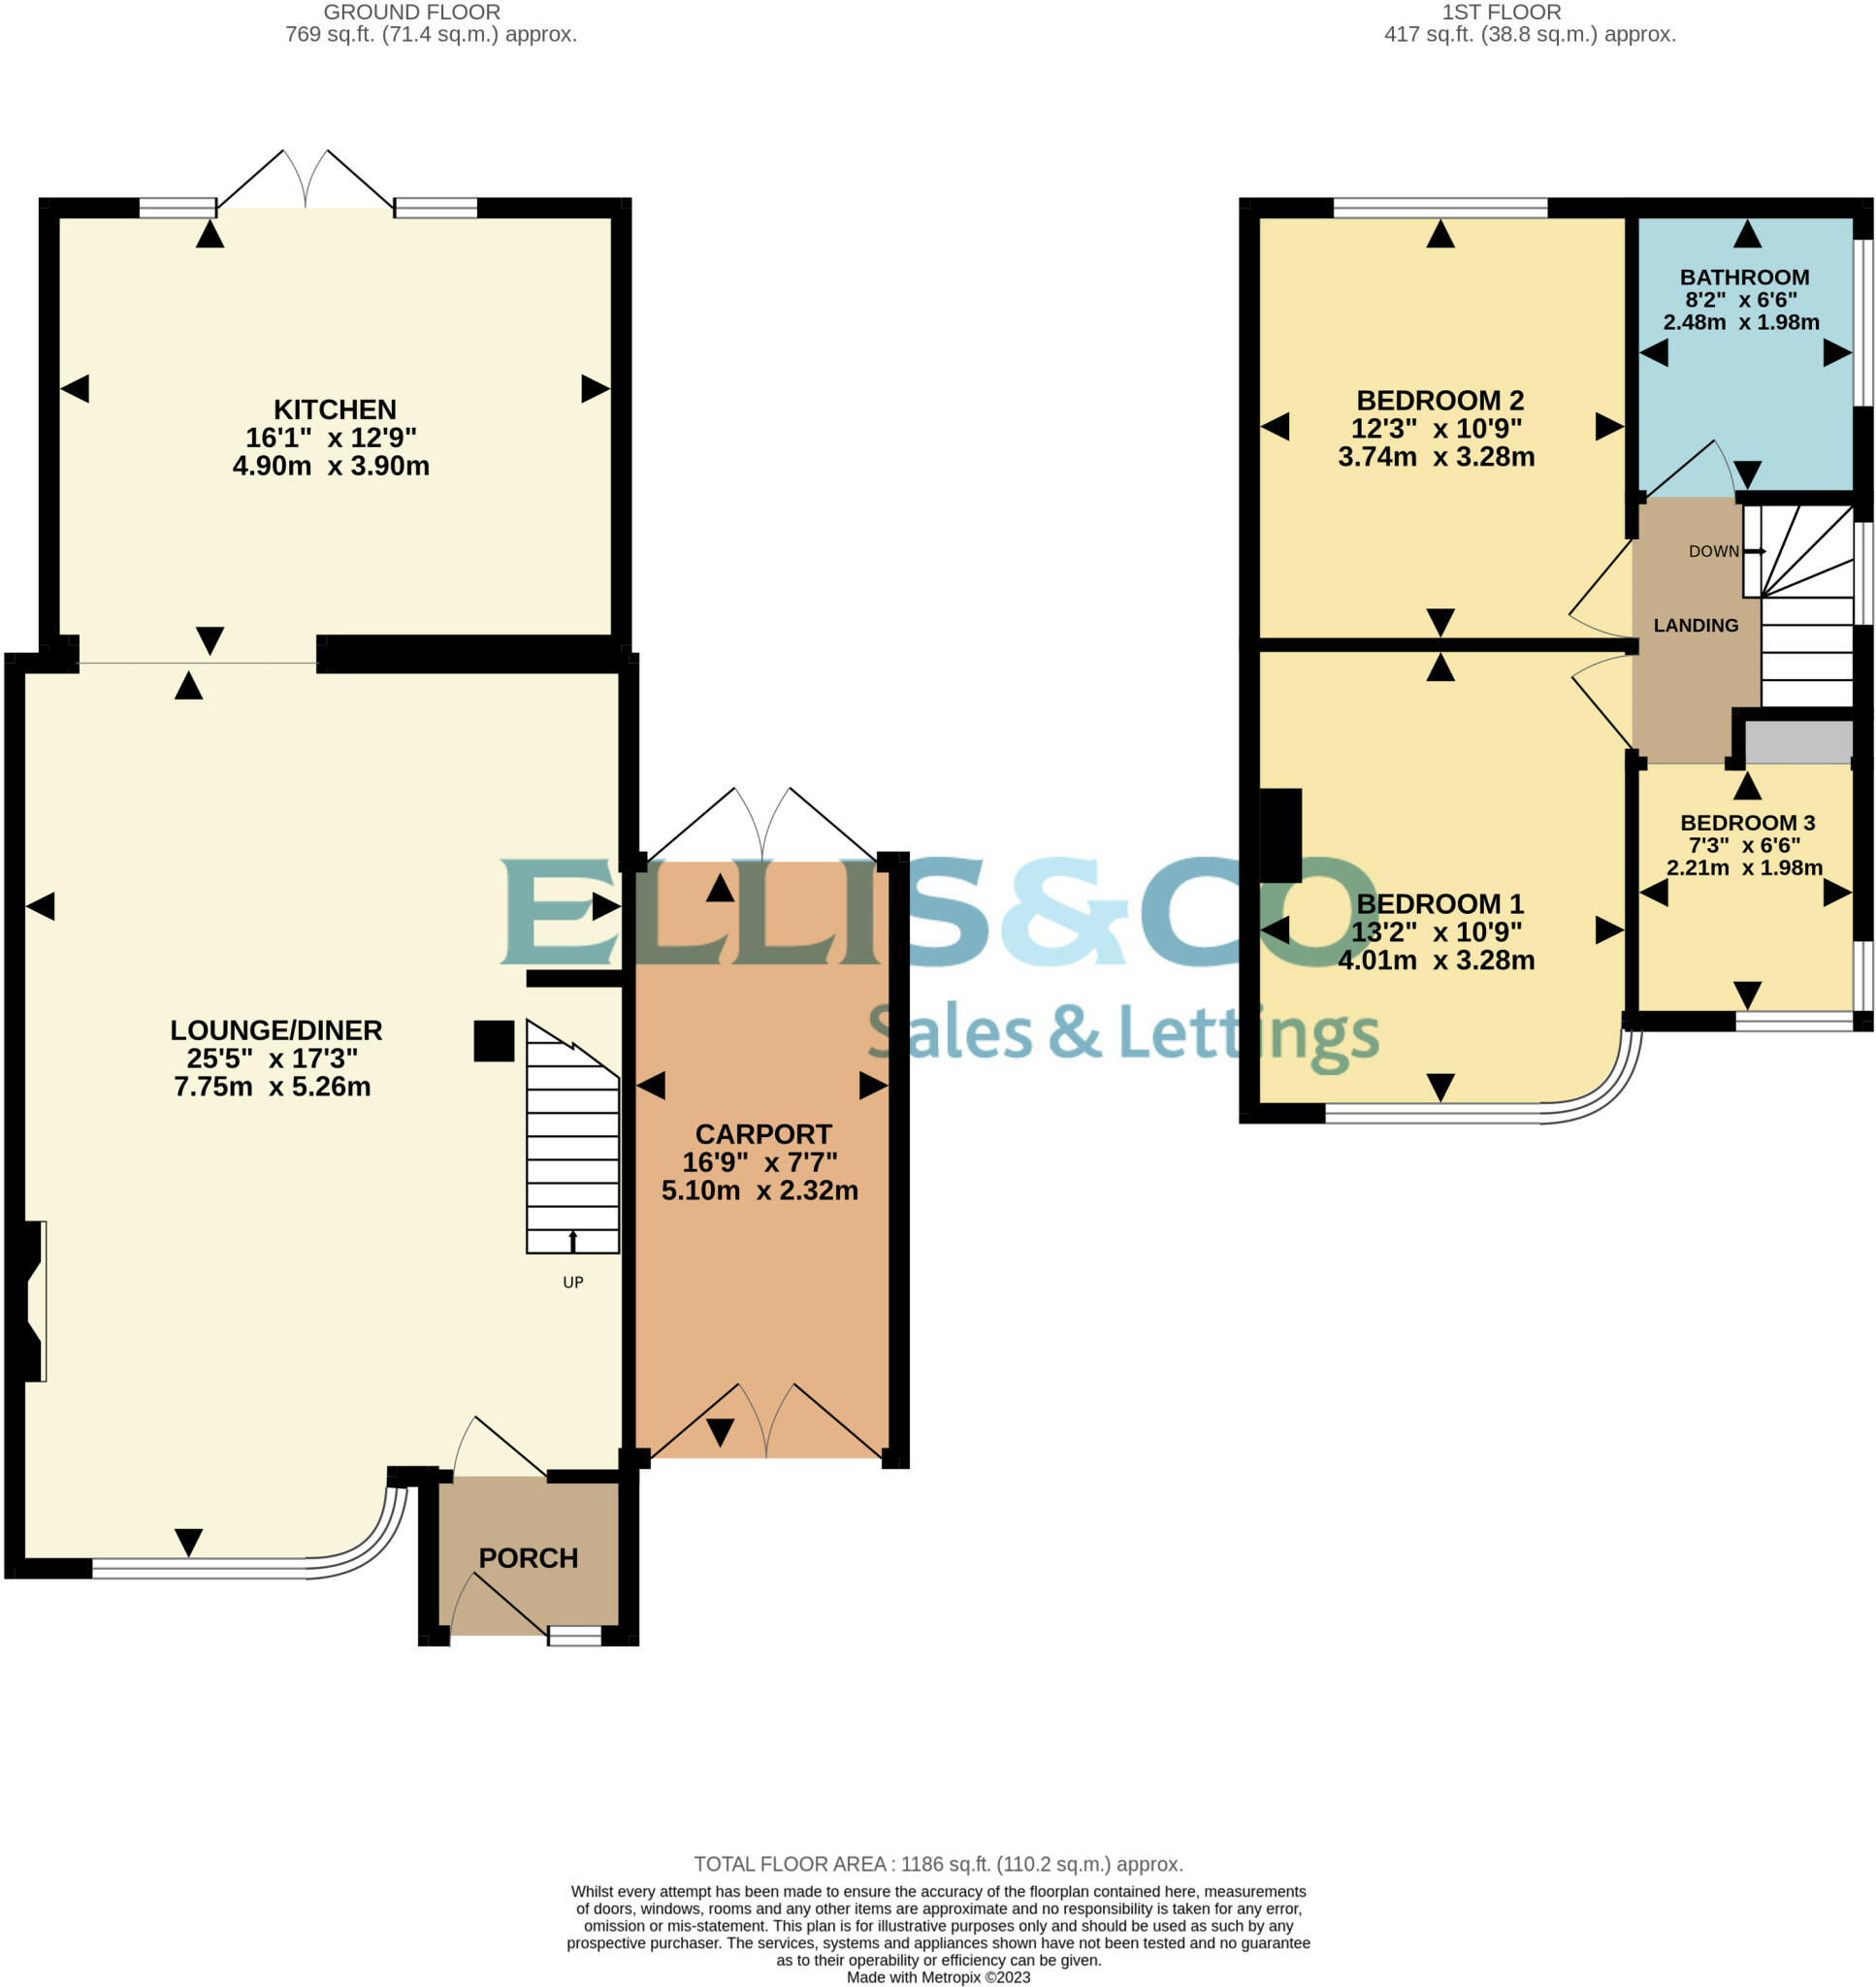 GROUND FLOOR
769 sq.ft. (71.4 sq.m.) approx.
1ST FLOOR
417 sq.ft. (38.8 sq.m.) approx.
KITCHEN
16'1" x 12'9"
4.90m x 3.90m
LOUNGE/DINER
25'5" x 17'3"
7.75m x 5.26m
UP
CARPORT
16'9" x 7'7"
5.10m x 2.32m
PORCH
BEDROOM 2
12'3" x 10'9"
3.74m x 3.28m
BATHROOM
8'2" x 6'6"
2.48m x 1.98m
DOWN
LANDING
BEDROOM 3
7'3" x 6'6"
2.21m x 1.98m
BEDROOM 1
13'2" x 10'9"
4.01m x 3.28m
ELLIS&CO
Sales & Lettings
TOTAL FLOOR AREA : 1186 sq.ft. (110.2 sq.m.) approx.
Whilst every attempt has been made to ensure the accuracy of the floorplan contained here, measurements
of doors, windows, rooms and any other items are approximate and no responsibility is taken for any error,
omission or mis-statement. This plan is for illustrative purposes only and should be used as such by any
prospective purchaser. The services, systems and appliances shown have not been tested and no guarantee
as to their operability or efficiency can be given.
Made with Metropix ©2023